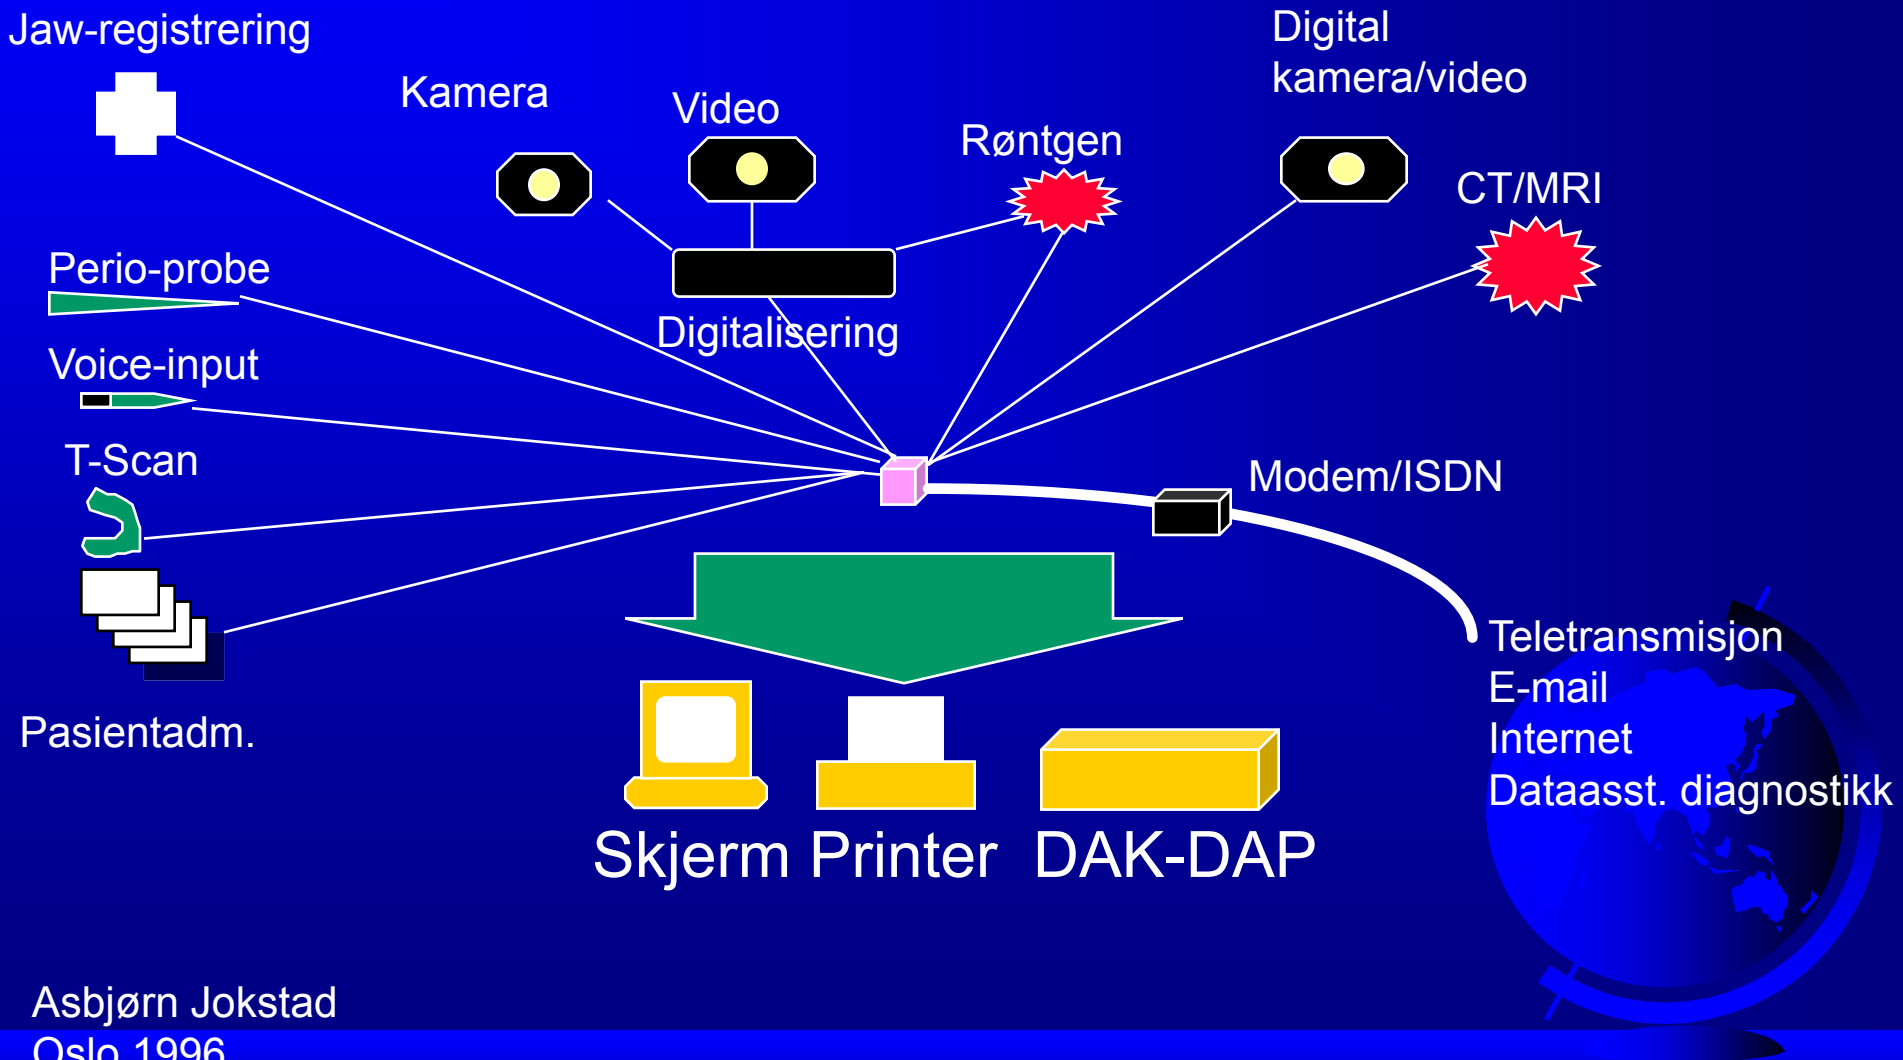 Jaw-registrering
Kamera
Video
Røntgen
Digital
kamera/video
CT/MRI
Perio-probe
Digitalisering
Voice-input
T-Scan
Modem/ISDN
Pasientadm.
Teletransmisjon
E-mail
Internet
Dataasst. diagnostikk
Skjerm Printer DAK-DAP
Asbjørn Jokstad
Oslo 1996